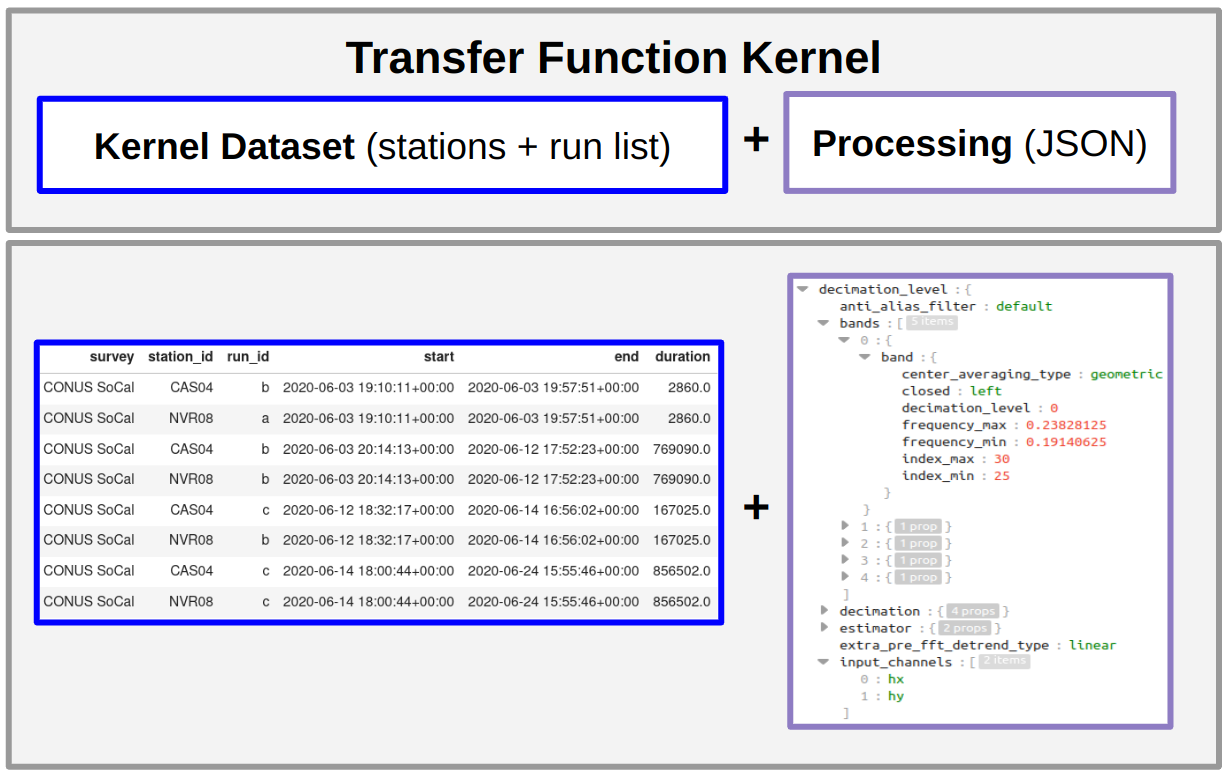 Transfer Function Kernel
Kernel Dataset (stations + run list) + Processing (JSON)
survey station_id run_id start end duration
CONUS SoCal CAS04 b 2020-06-03 19:10:11+00:00 2020-06-03 19:57:51+00:00 2860.0
CONUS SoCal NVR08 a 2020-06-03 19:10:11+00:00 2020-06-03 19:57:51+00:00 2860.0
CONUS SoCal CAS04 b 2020-06-03 20:14:13+00:00 2020-06-12 17:52:23+00:00 769090.0
CONUS SoCal NVR08 b 2020-06-03 20:14:13+00:00 2020-06-12 17:52:23+00:00 769090.0
CONUS SoCal CAS04 c 2020-06-12 18:32:17+00:00 2020-06-14 16:56:02+00:00 167025.0
CONUS SoCal NVR08 b 2020-06-12 18:32:17+00:00 2020-06-14 16:56:02+00:00 167025.0
CONUS SoCal CAS04 c 2020-06-14 18:00:44+00:00 2020-06-24 15:55:46+00:00 856502.0
CONUS SoCal NVR08 c 2020-06-14 18:00:44+00:00 2020-06-24 15:55:46+00:00 856502.0
+
decimation_level : {
anti_alias_filter : default
bands : [ 5 items
0 : {
band : {
center_averaging_type : geometric
closed : left
decimation_level : 0
frequency_max : 0.23828125
frequency_min : 0.19140625
index_max : 30
index_min : 25
}
}
1 : { 1 prop }
2 : { 1 prop }
3 : { 1 prop }
4 : { 1 prop }
]
decimation : { 4 props }
estimator : { 2 props }
extra_pre_fft_detrend_type : linear
input_channels : [ 2 items
0 : hx
1 : hy
]